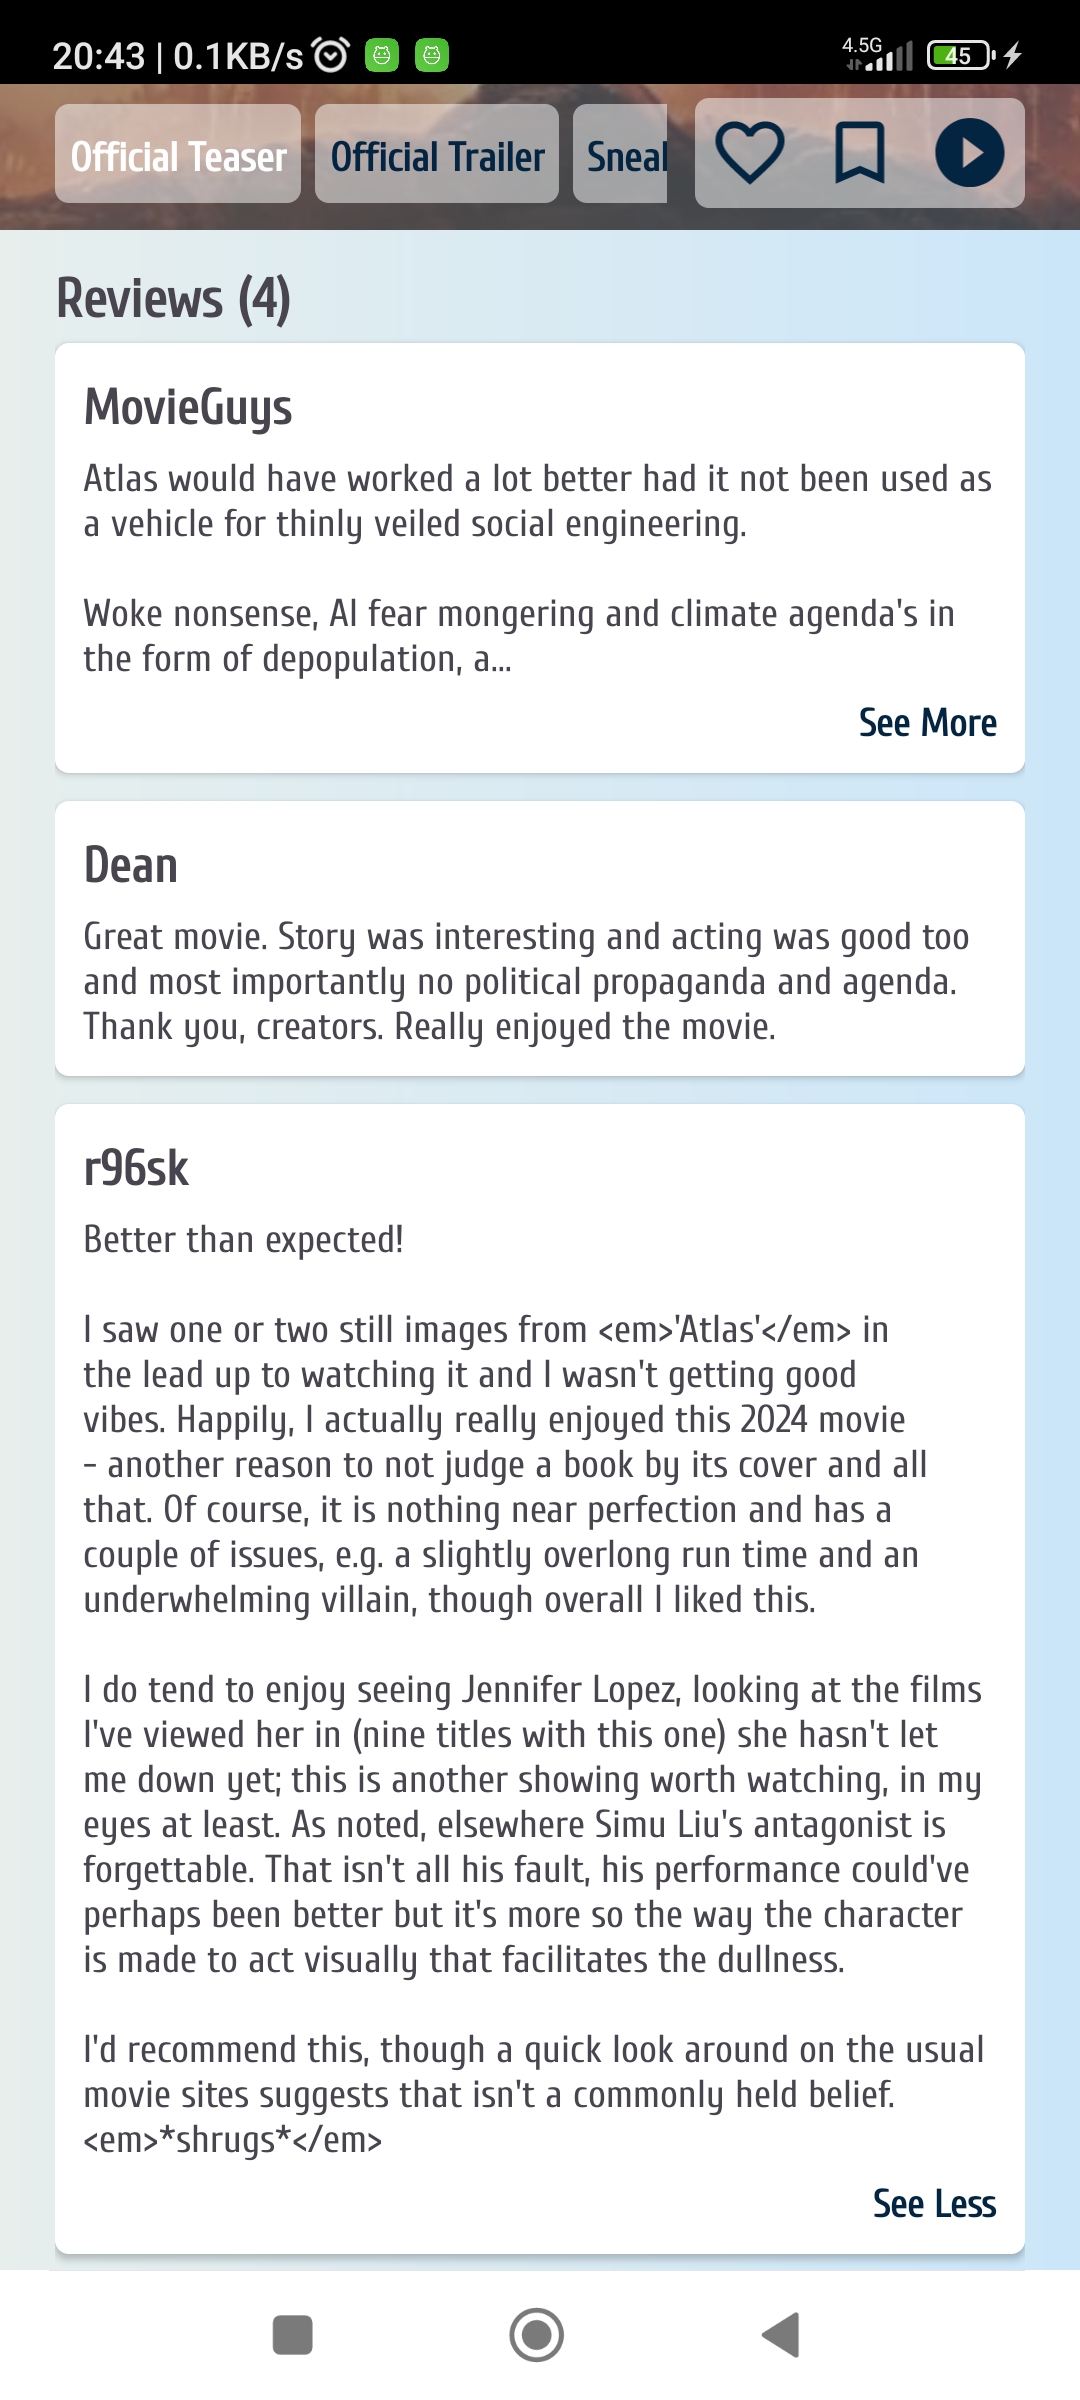 20:43 | 0.1KB/s
4.5G
45
Official Teaser
Official Trailer
Sneal
Reviews (4)
MovieGuys
Atlas would have worked a lot better had it not been used as
a vehicle for thinly veiled social engineering.
Woke nonsense, AI fear mongering and climate agenda's in
the form of depopulation, a...
See More
Dean
Great movie. Story was interesting and acting was good too
and most importantly no political propaganda and agenda.
Thank you, creators. Really enjoyed the movie.
r96sk
Better than expected!
I saw one or two still images from <em>'Atlas'</em> in
the lead up to watching it and I wasn't getting good
vibes. Happily, I actually really enjoyed this 2024 movie
- another reason to not judge a book by its cover and all
that. Of course, it is nothing near perfection and has a
couple of issues, e.g. a slightly overlong run time and an
underwhelming villain, though overall I liked this.
I do tend to enjoy seeing Jennifer Lopez, looking at the films
I've viewed her in (nine titles with this one) she hasn't let
me down yet; this is another showing worth watching, in my
eyes at least. As noted, elsewhere Simu Liu's antagonist is
forgettable. That isn't all his fault, his performance could've
perhaps been better but it's more so the way the character
is made to act visually that facilitates the dullness.
I'd recommend this, though a quick look around on the usual
movie sites suggests that isn't a commonly held belief.
<em>*shrugs*</em>
See Less